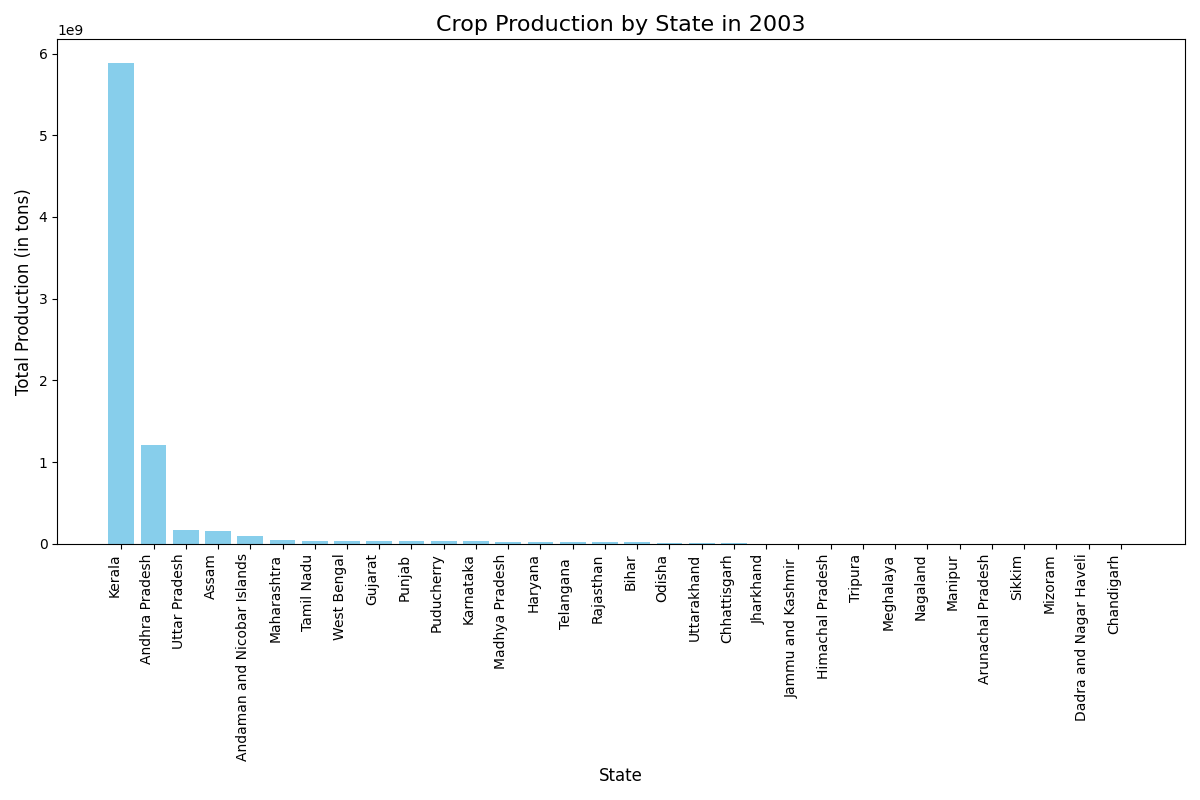 Crop Production by State in 2003
1e9
6
5
4
3
2
1
0
Total Production (in tons)
Kerala
Andhra Pradesh
Uttar Pradesh
Assam
Andaman and Nicobar Islands
Maharashtra
Tamil Nadu
West Bengal
Gujarat
Punjab
Puducherry
Karnataka
Madhya Pradesh
Haryana
Telangana
Rajasthan
Bihar
Odisha
Uttarakhand
Chhattisgarh
Jharkhand
Jammu and Kashmir
Himachal Pradesh
Tripura
Meghalaya
Nagaland
Manipur
Arunachal Pradesh
Sikkim
Mizoram
Dadra and Nagar Haveli
Chandigarh
State